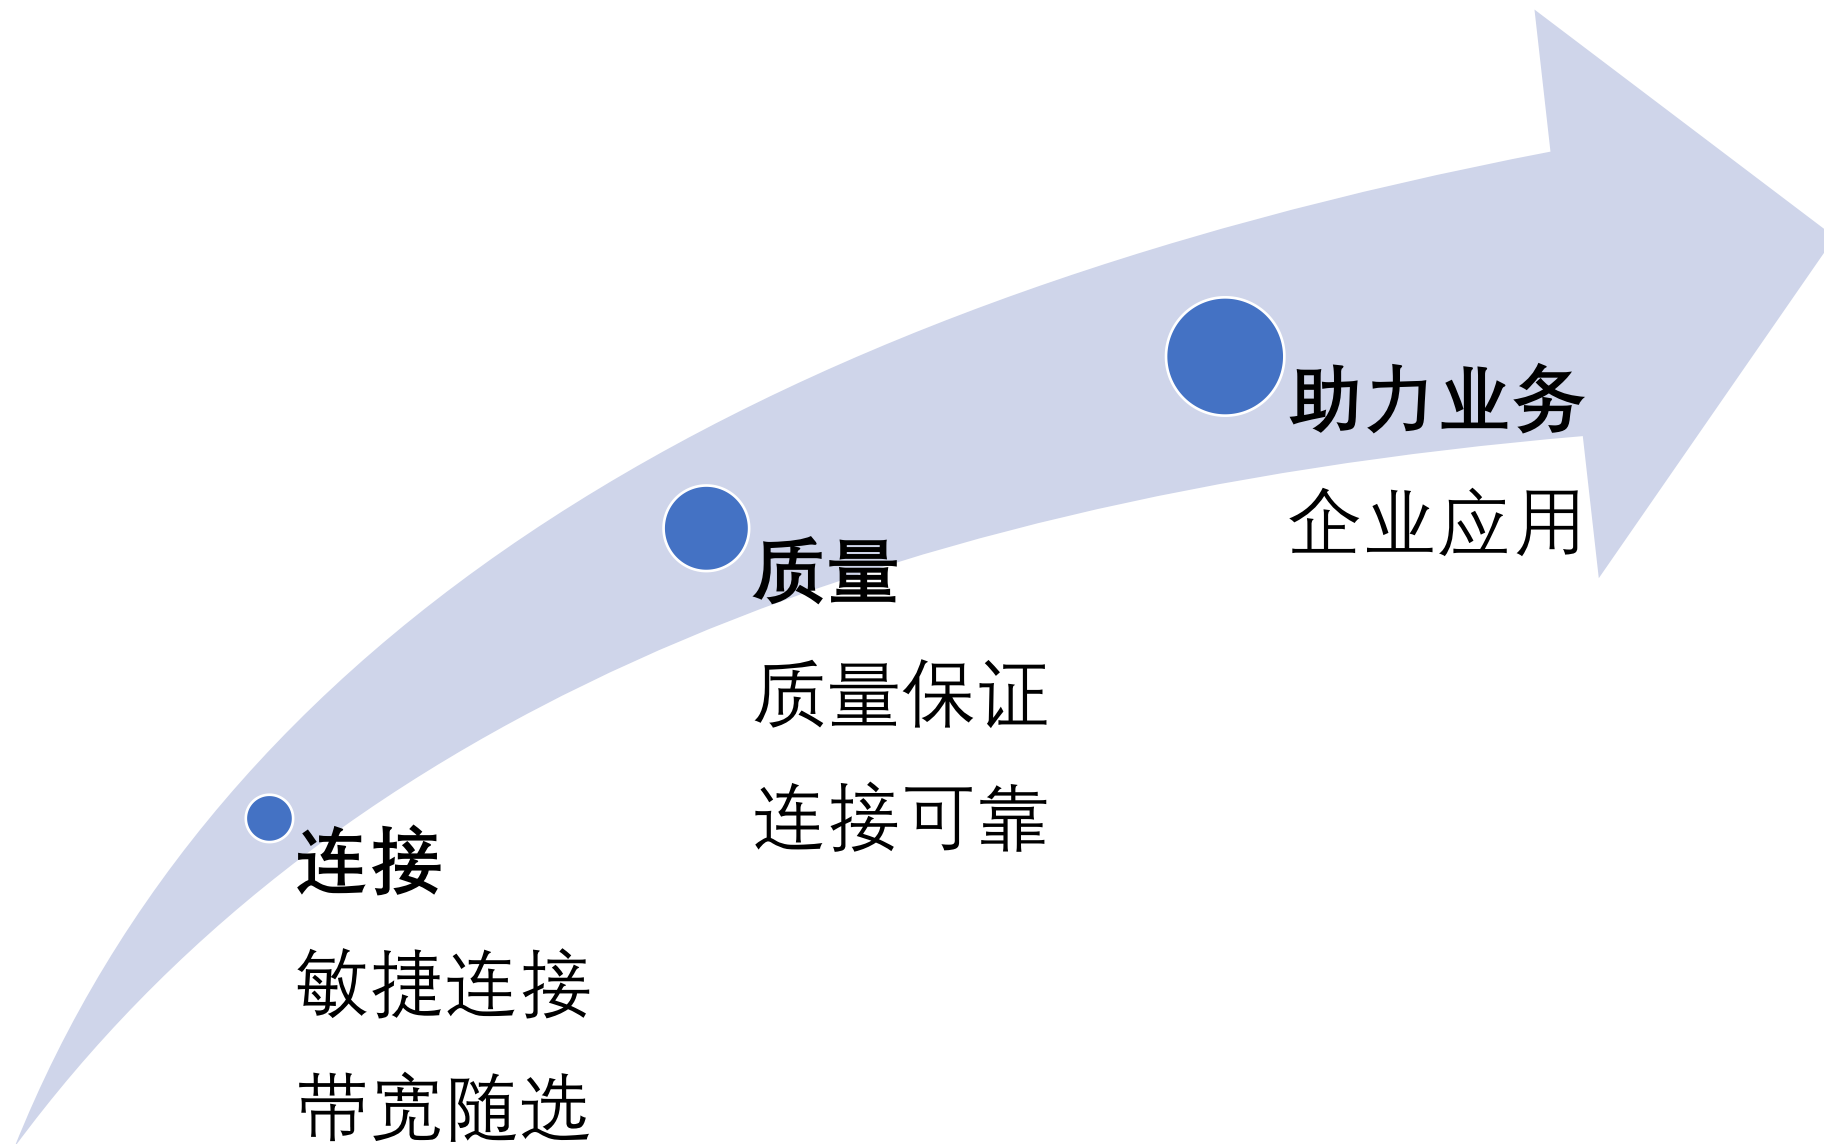 助力业务
企业应用
质量
质量保证
连接可靠
连接
敏捷连接
带宽随选